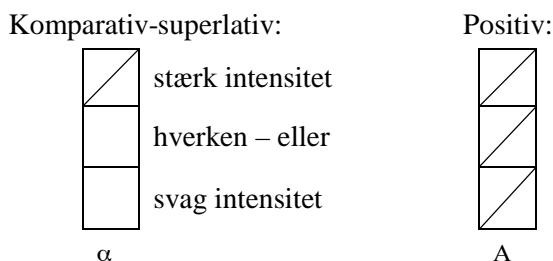 Komparativ-superlativ: Positiv:
stærk intensitet
hverken – eller
svag intensitet
α A